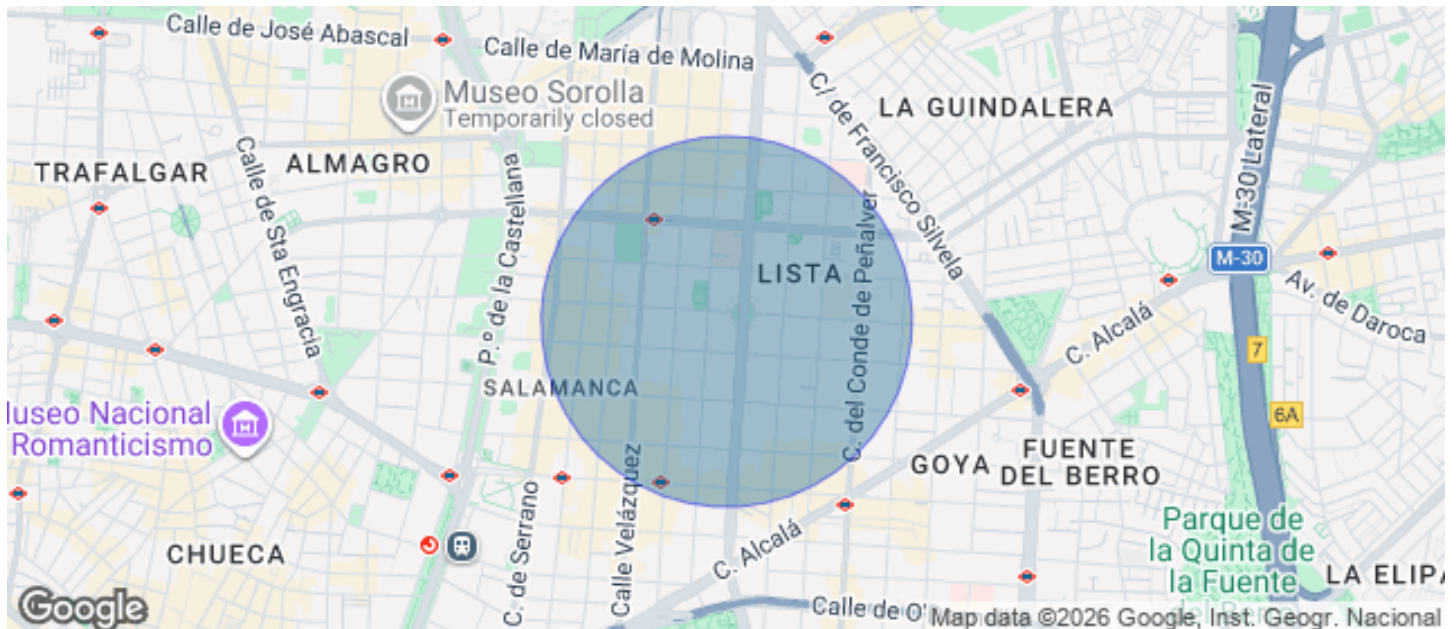 Calle de José Abascal
Calle de María de Molina
Museo Sorolla
Temporarily closed
C/ de Francisco Silvela
LA GUINDALERA
M-30 Lateral
TRAFALGAR
ALMAGRO
Calle de Sta Engracia
P.º de la Castellana
LISTA
C. del Conde de Peñalver
M-30
Av. de Daroca
C. Alcalá
7
SALAMANCA
Museo Nacional
Romanticismo
6A
Calle Velázquez
GOYA
FUENTE
DEL BERRO
C. de Serrano
CHUECA
C. Alcalá
Parque de
la Quinta de
la Fuente
LA ELIPA
Calle de O'
Google
Map data ©2026 Google, Inst. Geogr. Nacional